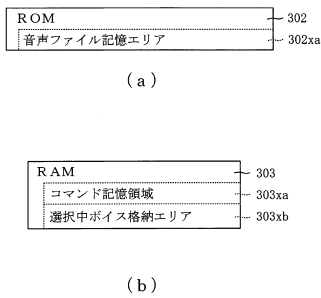 ROM 302
音声ファイル記憶エリア 302xa
(a)
RAM 303
コマンド記憶領域 303xa
選択中ボイス格納エリア 303xb
(b)